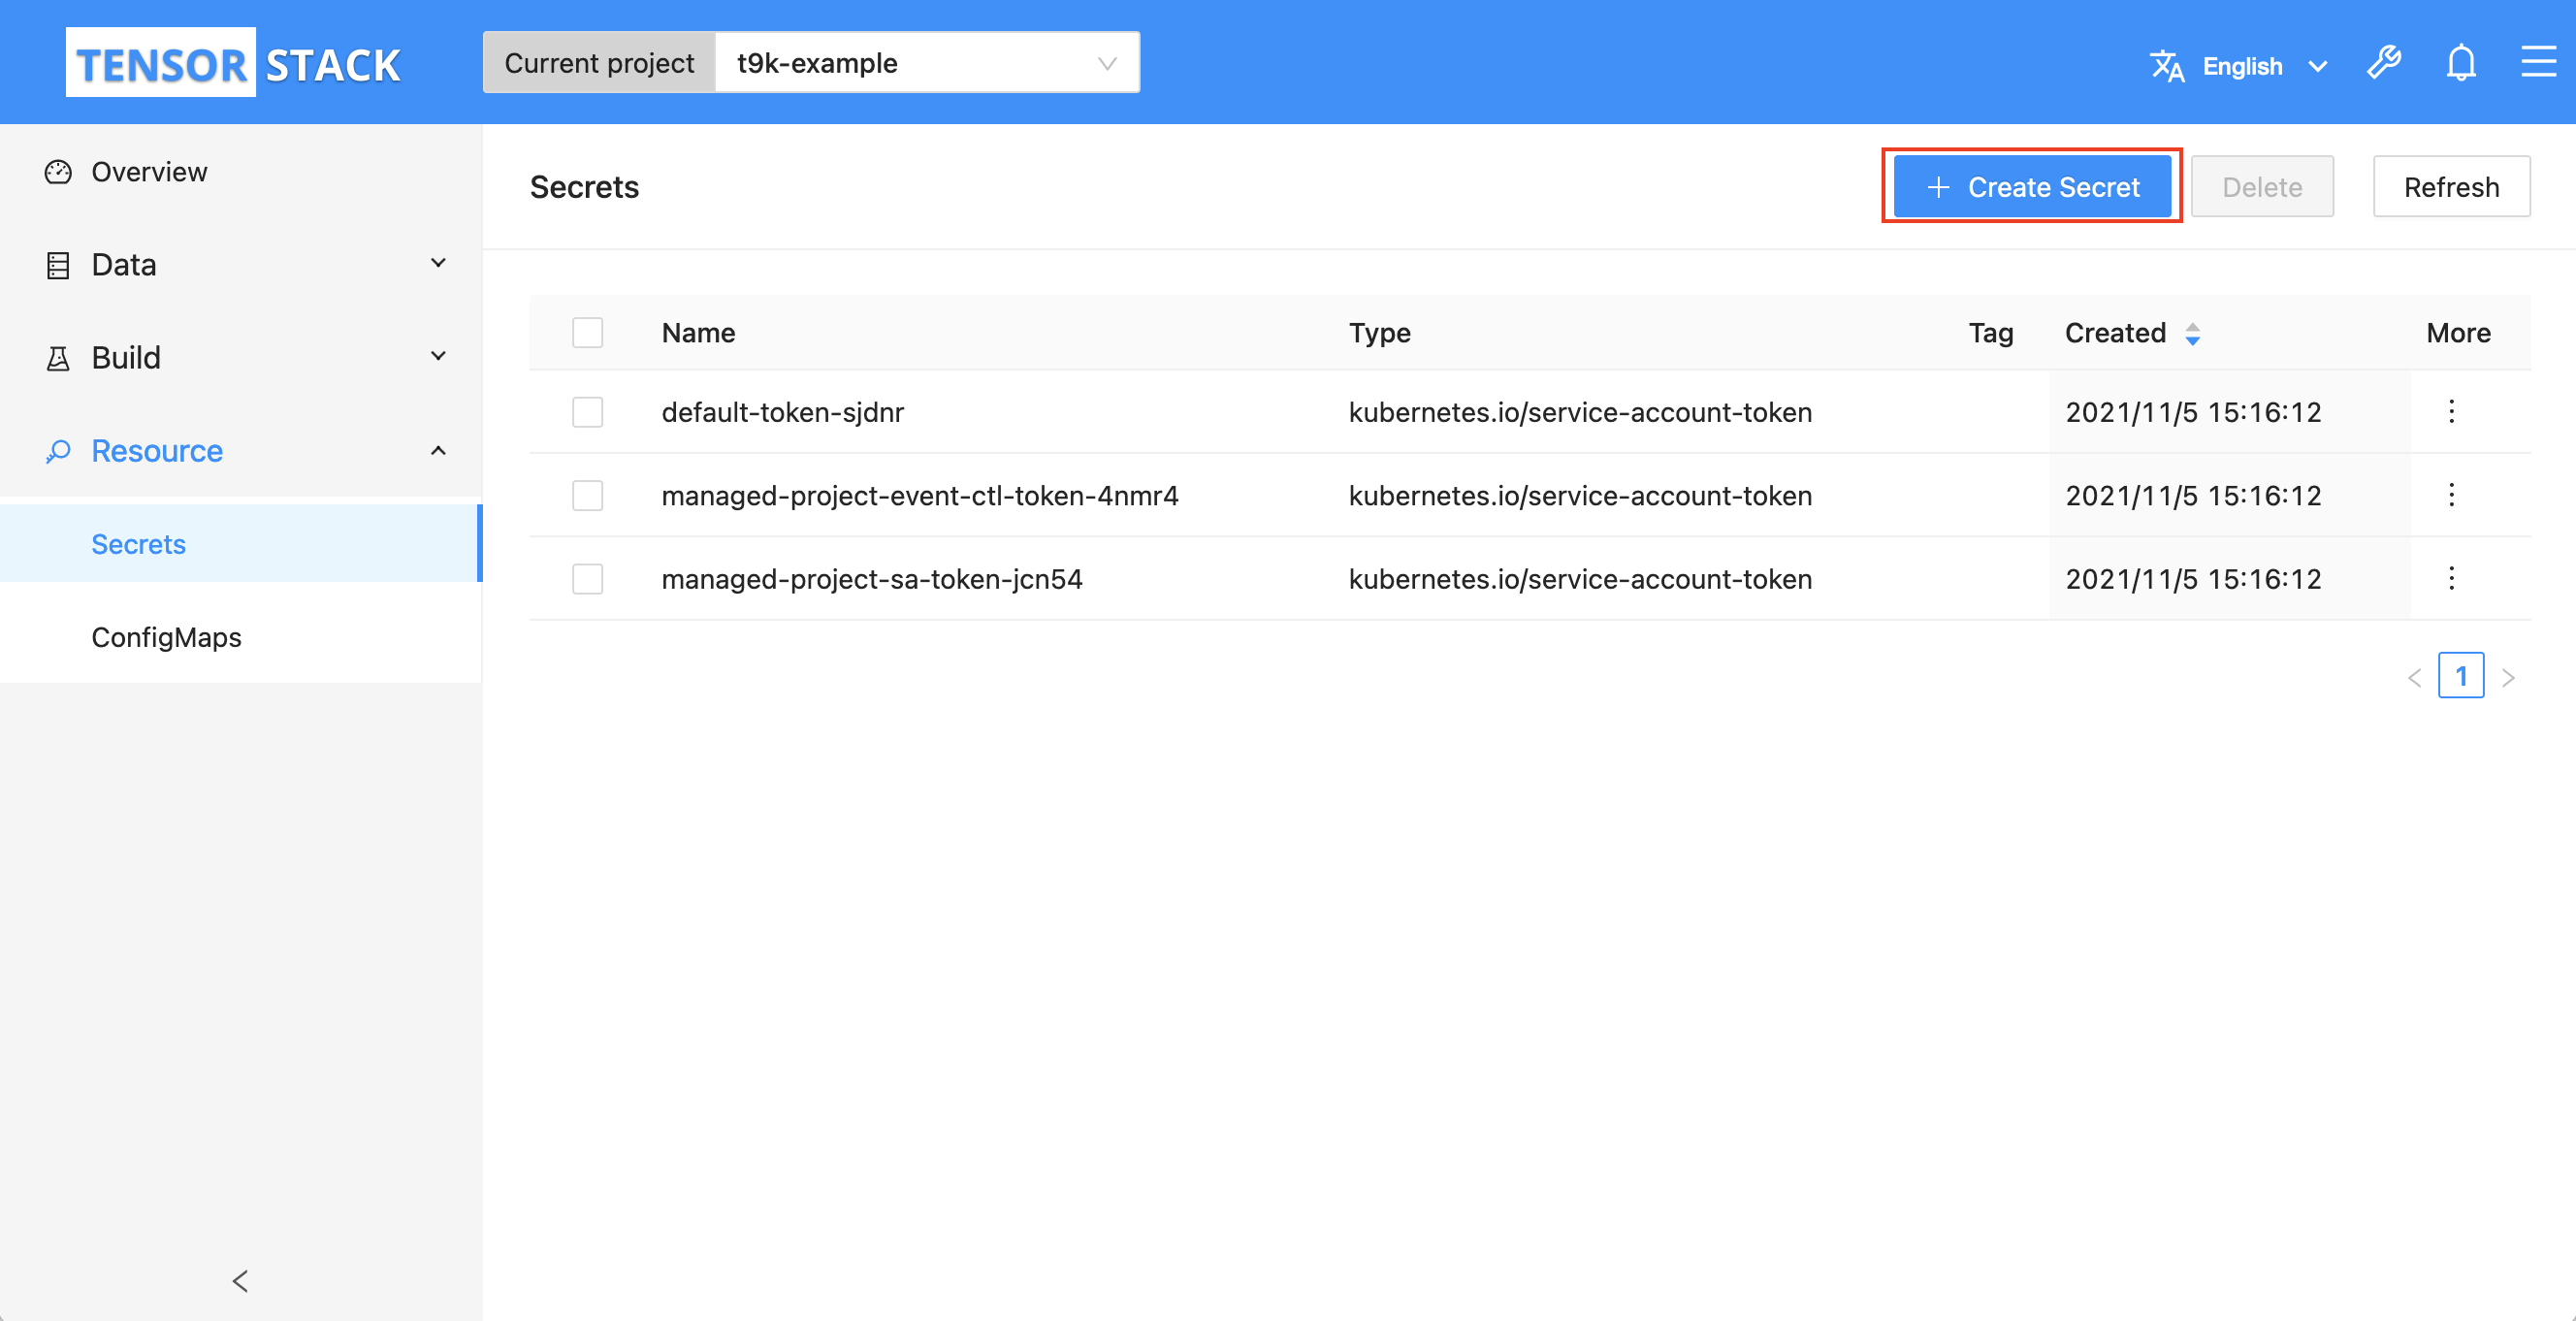 TENSOR STACK
Current project t9k-example
English
Overview
Data
Build
Resource
Secrets
ConfigMaps
Secrets
Create Secret Delete Refresh
Name Type Tag Created More
default-token-sjdnr kubernetes.io/service-account-token 2021/11/5 15:16:12
managed-project-event-ctl-token-4nmr4 kubernetes.io/service-account-token 2021/11/5 15:16:12
managed-project-sa-token-jcn54 kubernetes.io/service-account-token 2021/11/5 15:16:12
1